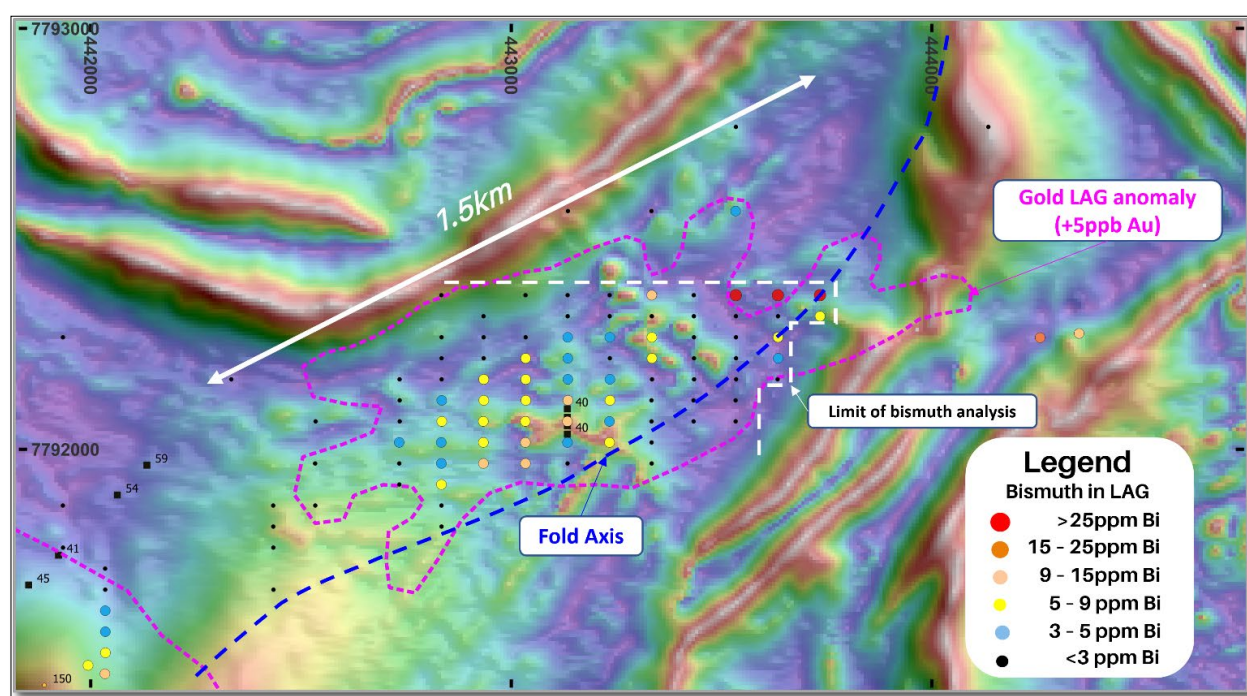 7793000
442000
443000
444000
1.5km
Gold LAG anomaly
(+5ppb Au)
40
40
Limit of bismuth analysis
7792000
59
54
41
45
150
Fold Axis
Legend
Bismuth in LAG
>25ppm Bi
15 - 25ppm Bi
9 - 15ppm Bi
5 - 9 ppm Bi
3 - 5 ppm Bi
<3 ppm Bi